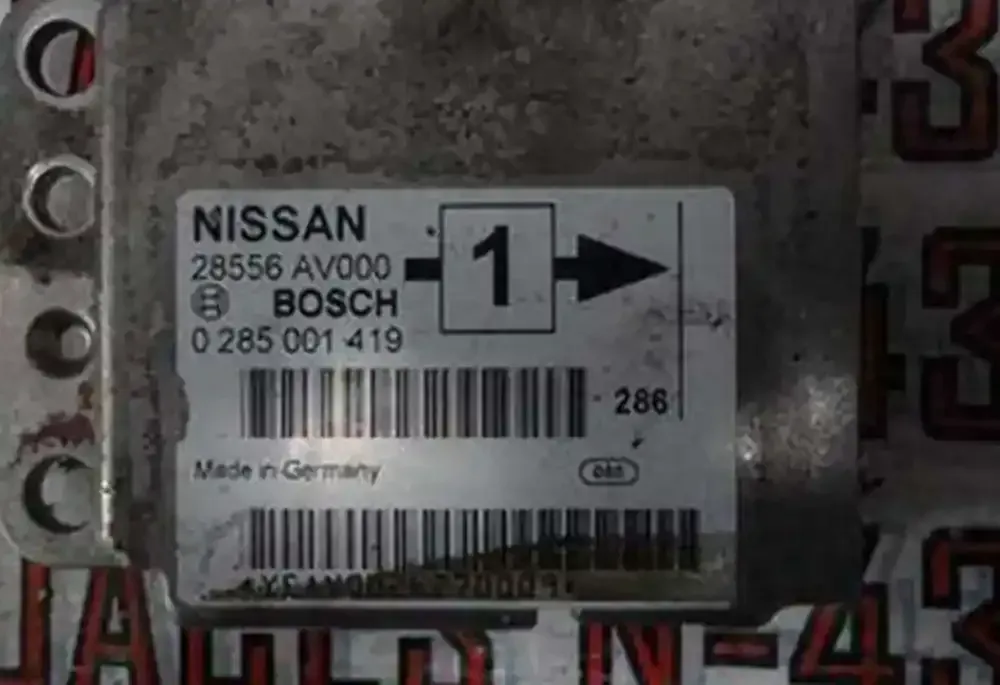 NISSAN
28556 AV000
1
BOSCH
0 285 001 419
286
Made in Germany